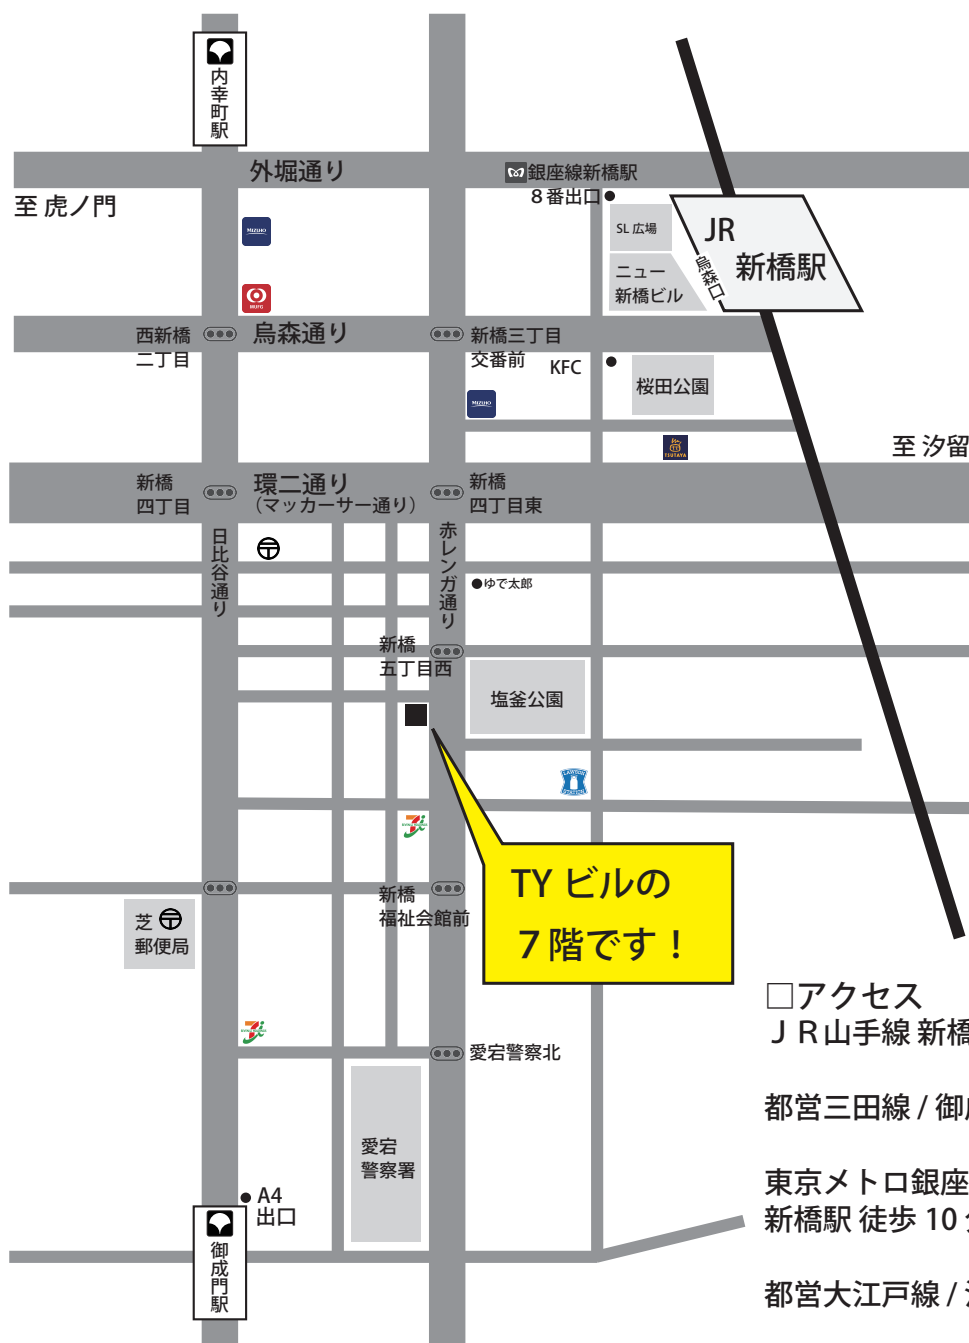 内幸町駅
外堀通り
銀座線新橋駅
8番出口
至 虎ノ門
SL 広場
JR
新橋駅
烏森口
MIZUHO
ニュー
新橋ビル
MUFG
西新橋
二丁目
烏森通り
新橋三丁目
交番前
KFC
桜田公園
MIZUHO
TSUTAYA
至 汐留
新橋
四丁目
環二通り
(マッカーサー通り)
新橋
四丁目東
日比谷通り
赤レンガ通り
ゆで太郎
新橋
五丁目西
塩釜公園
LAWSON
STATION
TY ビルの
7階です！
新橋
福祉会館前
芝
郵便局
愛宕警察北
愛宕
警察署
A4
出口
御成門駅
□アクセス
ＪＲ山手線 新橋
都営三田線 / 御成
東京メトロ銀座
新橋駅 徒歩 10 分
都営大江戸線 /